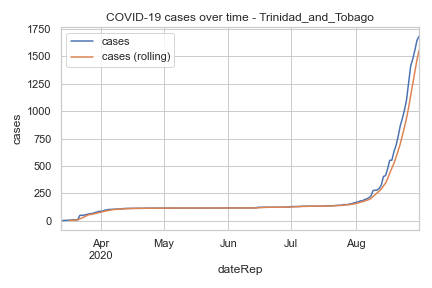 COVID-19 cases over time - Trinidad_and_Tobago
cases
cases (rolling)
1750
1500
1250
1000
750
500
250
0
cases
Apr
2020
May
Jun
Jul
Aug
dateRep